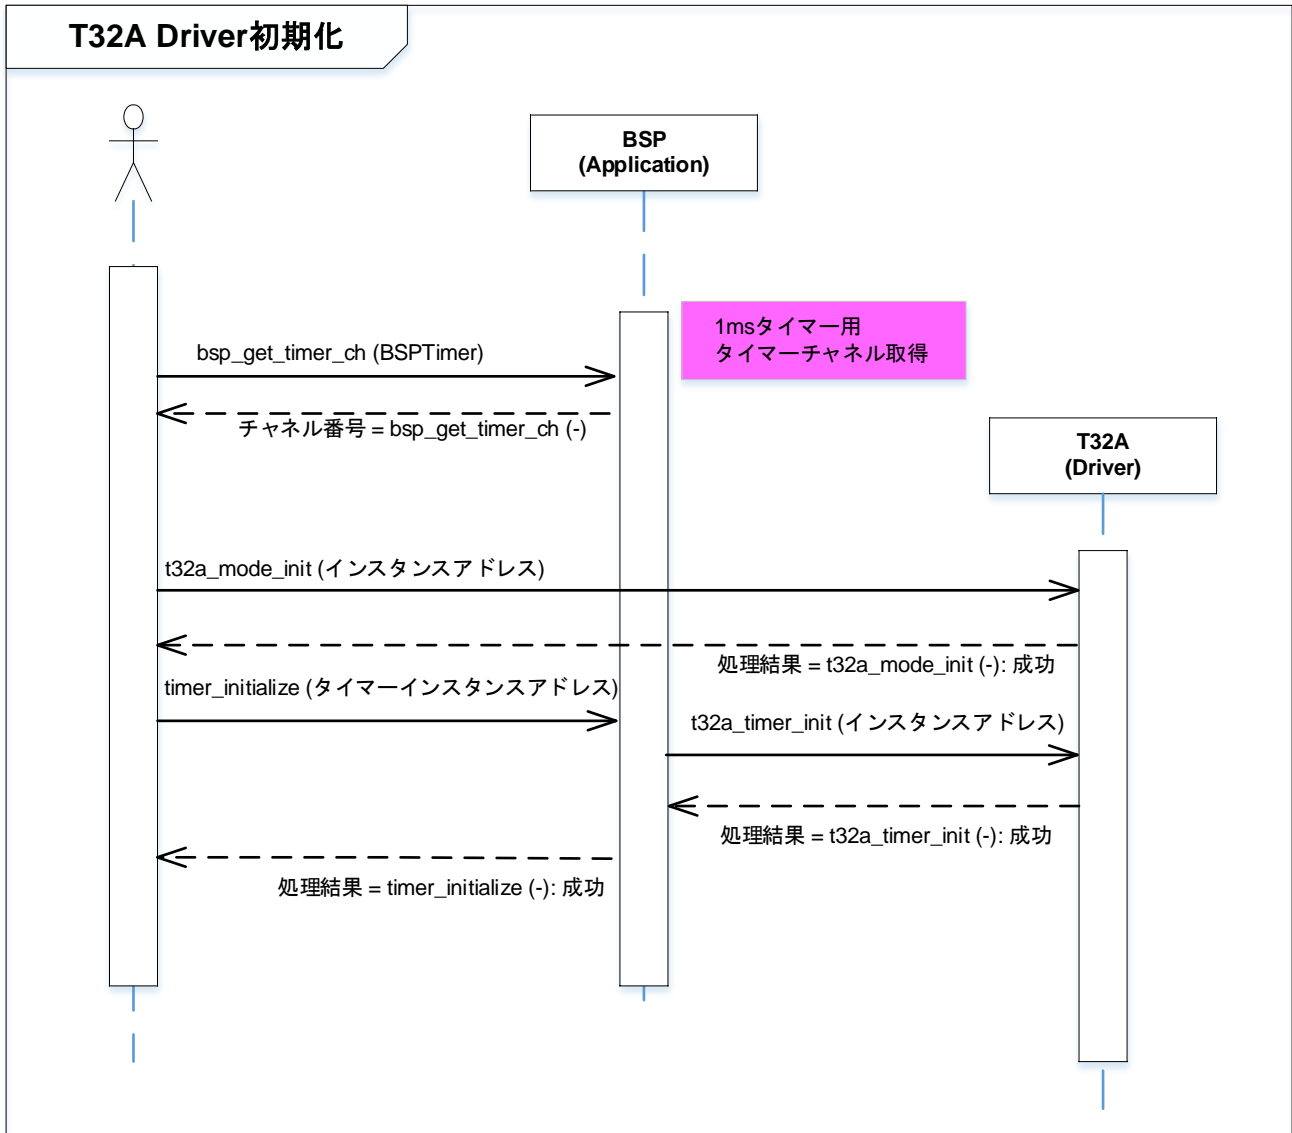 T32A Driver初期化
BSP
(Application)
1msタイマー用
タイマーチャネル取得
bsp_get_timer_ch (BSPTimer)
チャネル番号 = bsp_get_timer_ch (-)
T32A
(Driver)
t32a_mode_init (インスタンスアドレス)
処理結果 = t32a_mode_init (-): 成功
timer_initialize (タイマーインスタンスアドレス)
t32a_timer_init (インスタンスアドレス)
処理結果 = t32a_timer_init (-): 成功
処理結果 = timer_initialize (-): 成功